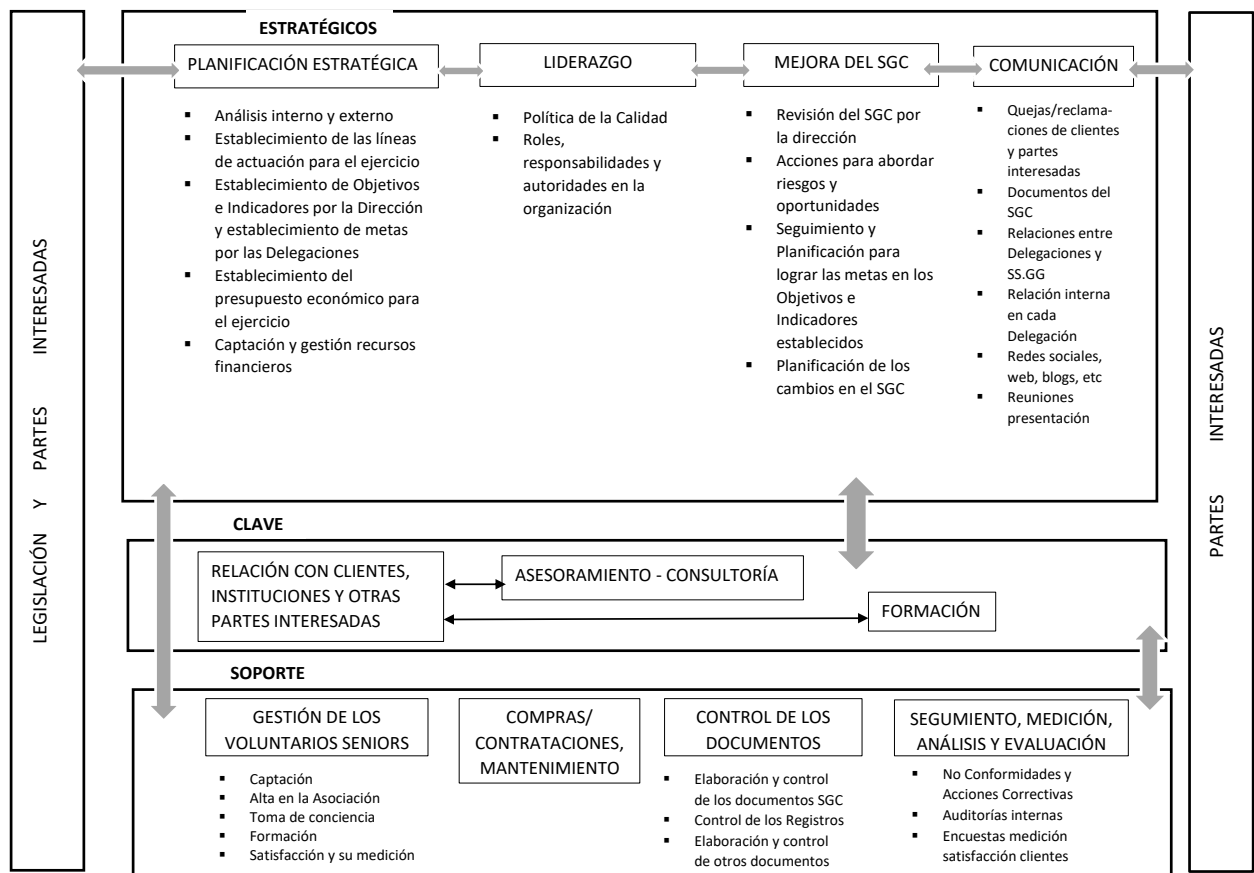 LEGISLACIÓN Y PARTES INTERESADAS
ESTRATÉGICOS
PLANIFICACIÓN ESTRATÉGICA
▪ Análisis interno y externo
▪ Establecimiento de las líneas
de actuación para el ejercicio
▪ Establecimiento de Objetivos
e Indicadores por la Dirección
y establecimiento de metas
por las Delegaciones
▪ Establecimiento del
presupuesto económico para
el ejercicio
▪ Captación y gestión recursos
financieros
LIDERAZGO
▪ Política de la Calidad
▪ Roles,
responsabilidades y
autoridades en la
organización
MEJORA DEL SGC
▪ Revisión del SGC por
la dirección
▪ Acciones para abordar
riesgos y
oportunidades
▪ Seguimiento y
Planificación para
lograr las metas en los
Objetivos e
Indicadores
establecidos
▪ Planificación de los
cambios en el SGC
COMUNICACIÓN
▪ Quejas/reclama-
ciones de clientes
y partes
interesadas
▪ Documentos del
SGC
▪ Relaciones entre
Delegaciones y
SS.GG
▪ Relación interna
en cada
Delegación
▪ Redes sociales,
web, blogs, etc
▪ Reuniones
presentación
CLAVE
RELACIÓN CON CLIENTES,
INSTITUCIONES Y OTRAS
PARTES INTERESADAS
ASESORAMIENTO - CONSULTORÍA
FORMACIÓN
SOPORTE
GESTIÓN DE LOS
VOLUNTARIOS SENIORS
▪ Captación
▪ Alta en la Asociación
▪ Toma de conciencia
▪ Formación
▪ Satisfacción y su medición
COMPRAS/
CONTRATACIONES,
MANTENIMIENTO
CONTROL DE LOS
DOCUMENTOS
▪ Elaboración y control
de los documentos SGC
▪ Control de los Registros
▪ Elaboración y control
de otros documentos
SEGUMIENTO, MEDICIÓN,
ANÁLISIS Y EVALUACIÓN
▪ No Conformidades y
Acciones Correctivas
▪ Auditorías internas
▪ Encuestas medición
satisfacción clientes
PARTES INTERESADAS